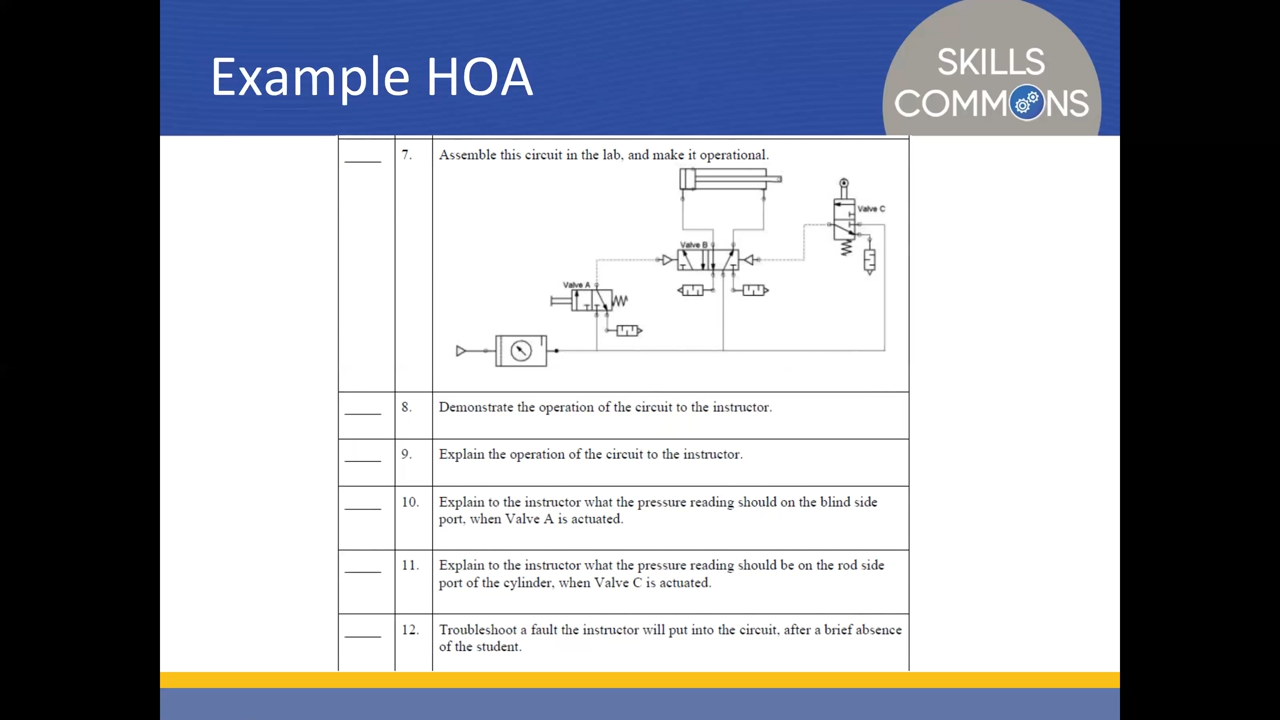 Example HOA
SKILLS
COMMONS
7. Assemble this circuit in the lab, and make it operational.
Valve C
Valve B
Valve A
8. Demonstrate the operation of the circuit to the instructor.
9. Explain the operation of the circuit to the instructor.
10. Explain to the instructor what the pressure reading should on the blind side
port, when Valve A is actuated.
11. Explain to the instructor what the pressure reading should be on the rod side
port of the cylinder, when Valve C is actuated.
12. Troubleshoot a fault the instructor will put into the circuit, after a brief absence
of the student.